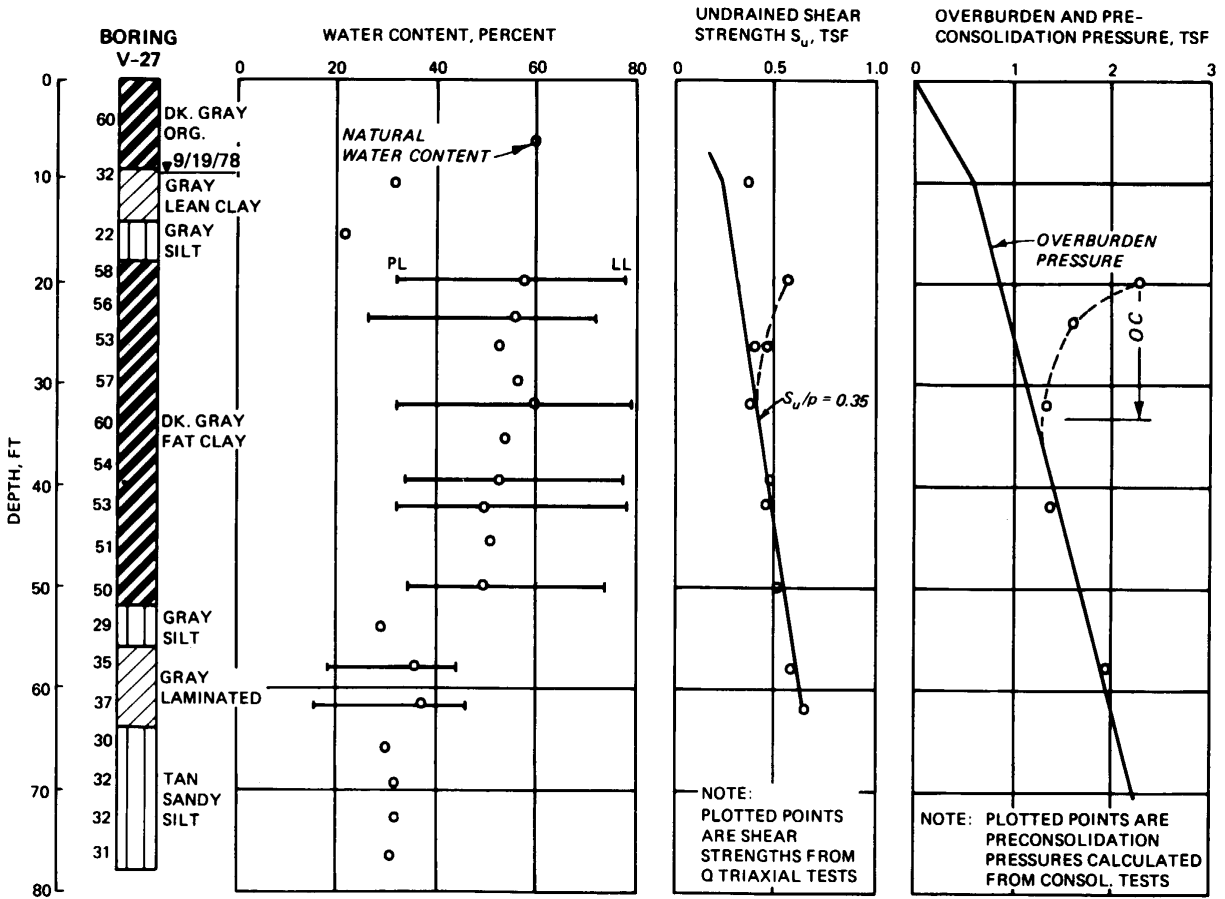 BORING
V-27
WATER CONTENT, PERCENT
UNDRAINED SHEAR
STRENGTH Su, TSF
OVERBURDEN AND PRE-
CONSOLIDATION PRESSURE, TSF
0 20 40 60 80
0 0.5 1.0
0 1 2 3
DEPTH, FT
0
10
20
30
40
50
60
70
80
60
32
22
58
56
53
57
60
54
53
51
50
29
35
37
30
32
32
31
DK. GRAY
ORG.
9/19/78
GRAY
LEAN CLAY
GRAY
SILT
DK. GRAY
FAT CLAY
GRAY
SILT
GRAY
LAMINATED
TAN
SANDY
SILT
NATURAL
WATER CONTENT
PL
LL
Su/p = 0.35
NOTE:
PLOTTED POINTS
ARE SHEAR
STRENGTHS FROM
Q TRIAXIAL TESTS
OVERBURDEN
PRESSURE
OC
NOTE: PLOTTED POINTS ARE
PRECONSOLIDATION
PRESSURES CALCULATED
FROM CONSOL. TESTS